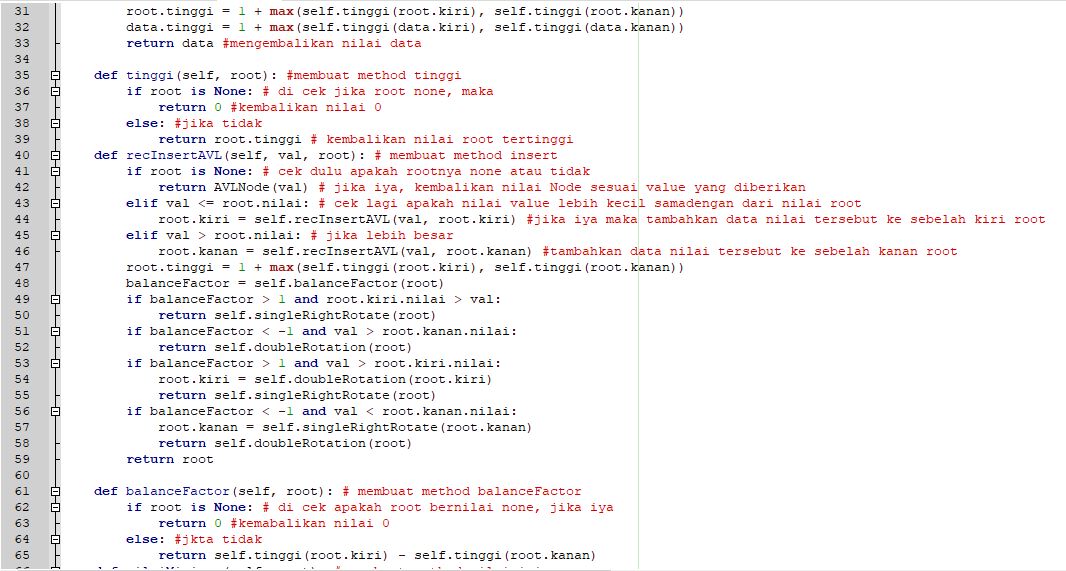 31 root.tinggi = 1 + max(self.tinggi(root.kiri), self.tinggi(root.kanan))
32 data.tinggi = 1 + max(self.tinggi(data.kiri), self.tinggi(data.kanan))
33 return data #mengembalikan nilai data
34
35 def tinggi(self, root): #membuat method tinggi
36 if root is None: # di cek jika root none, maka
37 return 0 #kembalikan nilai 0
38 else: #jika tidak
39 return root.tinggi # kembalikan nilai root tertinggi
40 def recInsertAVL(self, val, root): # membuat method insert
41 if root is None: # cek dulu apakah rootnya none atau tidak
42 return AVLNode(val) # jika iya, kembalikan nilai Node sesuai value yang diberikan
43 elif val <= root.nilai: # cek lagi apakah nilai value lebih kecil samadengan dari nilai root
44 root.kiri = self.recInsertAVL(val, root.kiri) #jika iya maka tambahkan data nilai tersebut ke sebelah kiri root
45 elif val > root.nilai: # jika lebih besar
46 root.kanan = self.recInsertAVL(val, root.kanan) #tambahkan data nilai tersebut ke sebelah kanan root
47 root.tinggi = 1 + max(self.tinggi(root.kiri), self.tinggi(root.kanan))
48 balanceFactor = self.balanceFactor(root)
49 if balanceFactor > 1 and root.kiri.nilai > val:
50 return self.singleRightRotate(root)
51 if balanceFactor < -1 and val > root.kanan.nilai:
52 return self.doubleRotation(root)
53 if balanceFactor > 1 and val > root.kiri.nilai:
54 root.kiri = self.doubleRotation(root.kiri)
55 return self.singleRightRotate(root)
56 if balanceFactor < -1 and val < root.kanan.nilai:
57 root.kanan = self.singleRightRotate(root.kanan)
58 return self.doubleRotation(root)
59 return root
60
61 def balanceFactor(self, root): # membuat method balanceFactor
62 if root is None: # di cek apakah root bernilai none, jika iya
63 return 0 #kemabalikan nilai 0
64 else: #jkta tidak
65 return self.tinggi(root.kiri) - self.tinggi(root.kanan)